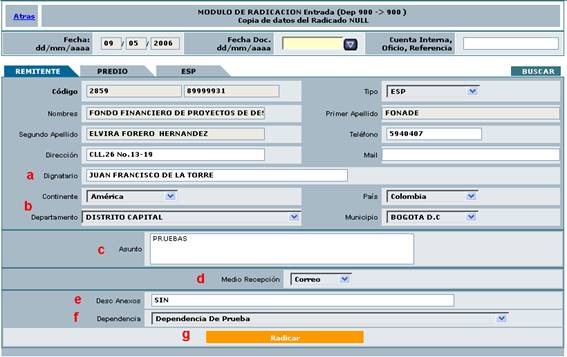 Atras
MODULO DE RADICACION Entrada (Dep 900 -> 900 )
Copia de datos del Radicado NULL
Fecha:
dd/mm/aaaa
09 / 05 / 2006
Fecha Doc.
dd/mm/aaaa
Cuenta Interna,
Oficio, Referencia
REMITENTE PREDIO ESP BUSCAR
Código 2859 89999931 Tipo ESP
Nombres FONDO FINANCIERO DE PROYECTOS DE DES Primer Apellido FONADE
Segundo Apellido ELVIRA FORERO HERNANDEZ Teléfono 5940407
Dirección CLL.26 No.13-19 Mail
a Dignatario JUAN FRANCISCO DE LA TORRE
Continente América País Colombia
b
Departamento DISTRITO CAPITAL Municipio BOGOTA D.C
c Asunto PRUEBAS
d Medio Recepción Correo
e Desc Anexos SIN
f Dependencia Dependencia De Prueba
g Radicar